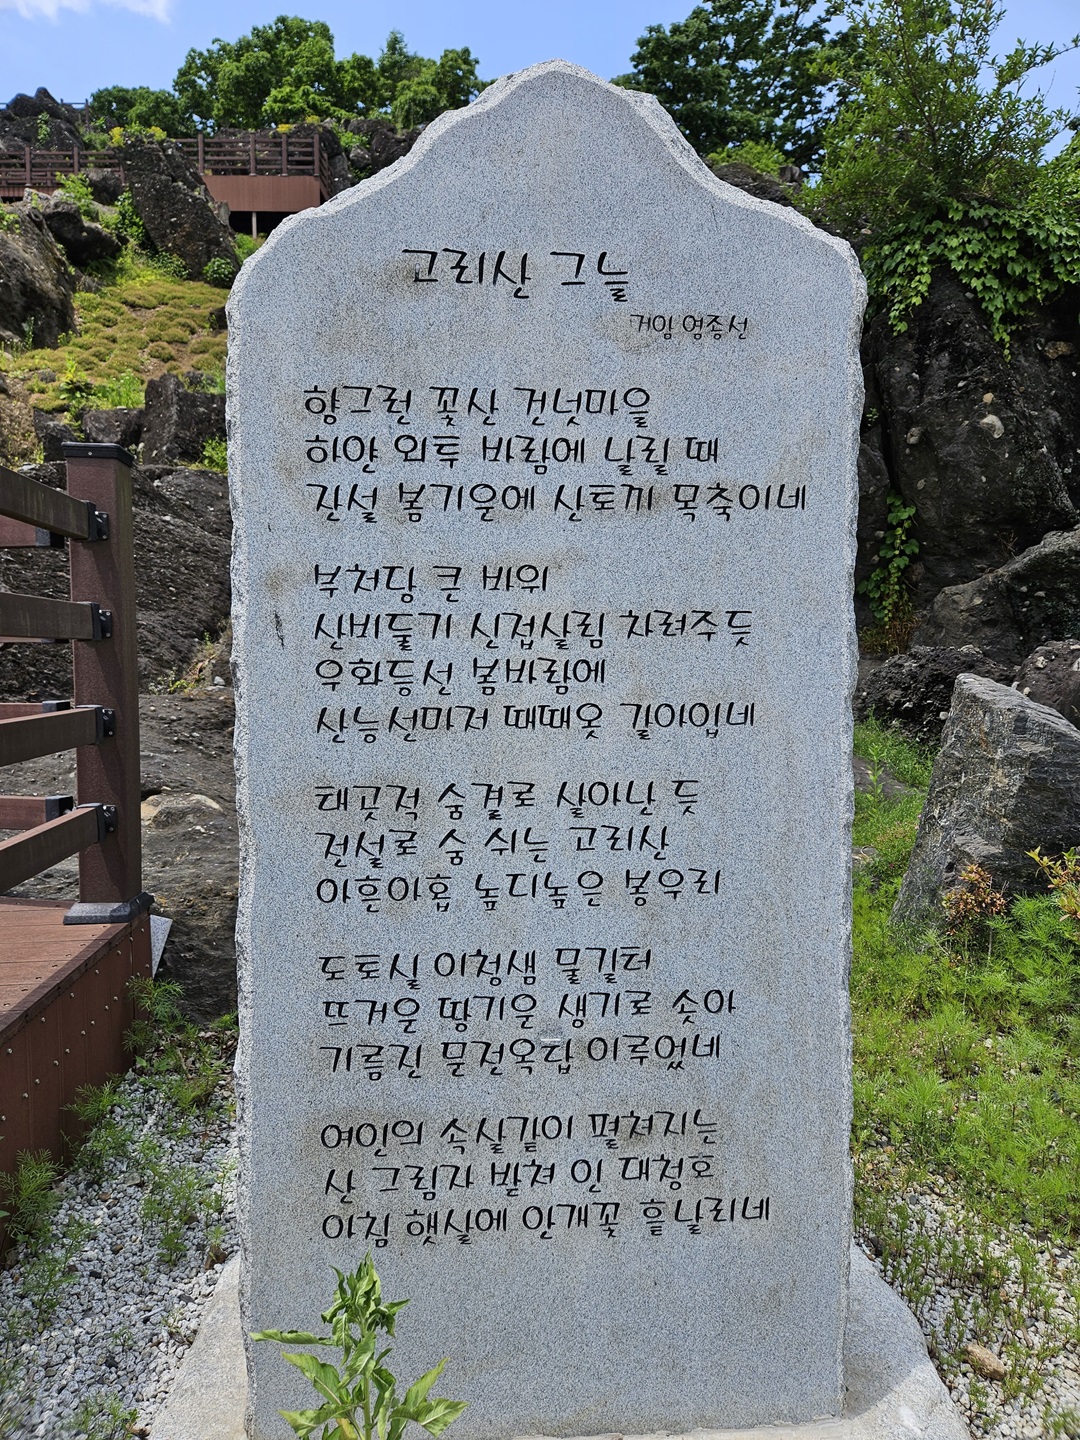 고리산 그늘
거임 염종선
향그런 꽃산 건넛마을
하얀 외투 바람에 날릴 때
잔설 봄기운에 산토끼 목축이네
부처당 큰 바위
산비둘기 신접살림 차려주듯
우화등선 봄바람에
산능선마저 때때옷 갈아입네
태곳적 숨결로 살아난 듯
전설로 숨 쉬는 고리산
아흔아홉 높디높은 봉우리
도토실 이청샘 물길터
뜨거운 땅기운 생기로 솟아
기름진 문전옥답 이루었네
여인의 속살같이 펼쳐지는
산 그림자 받쳐 인 대청호
아침 햇살에 안개꽃 흩날리네